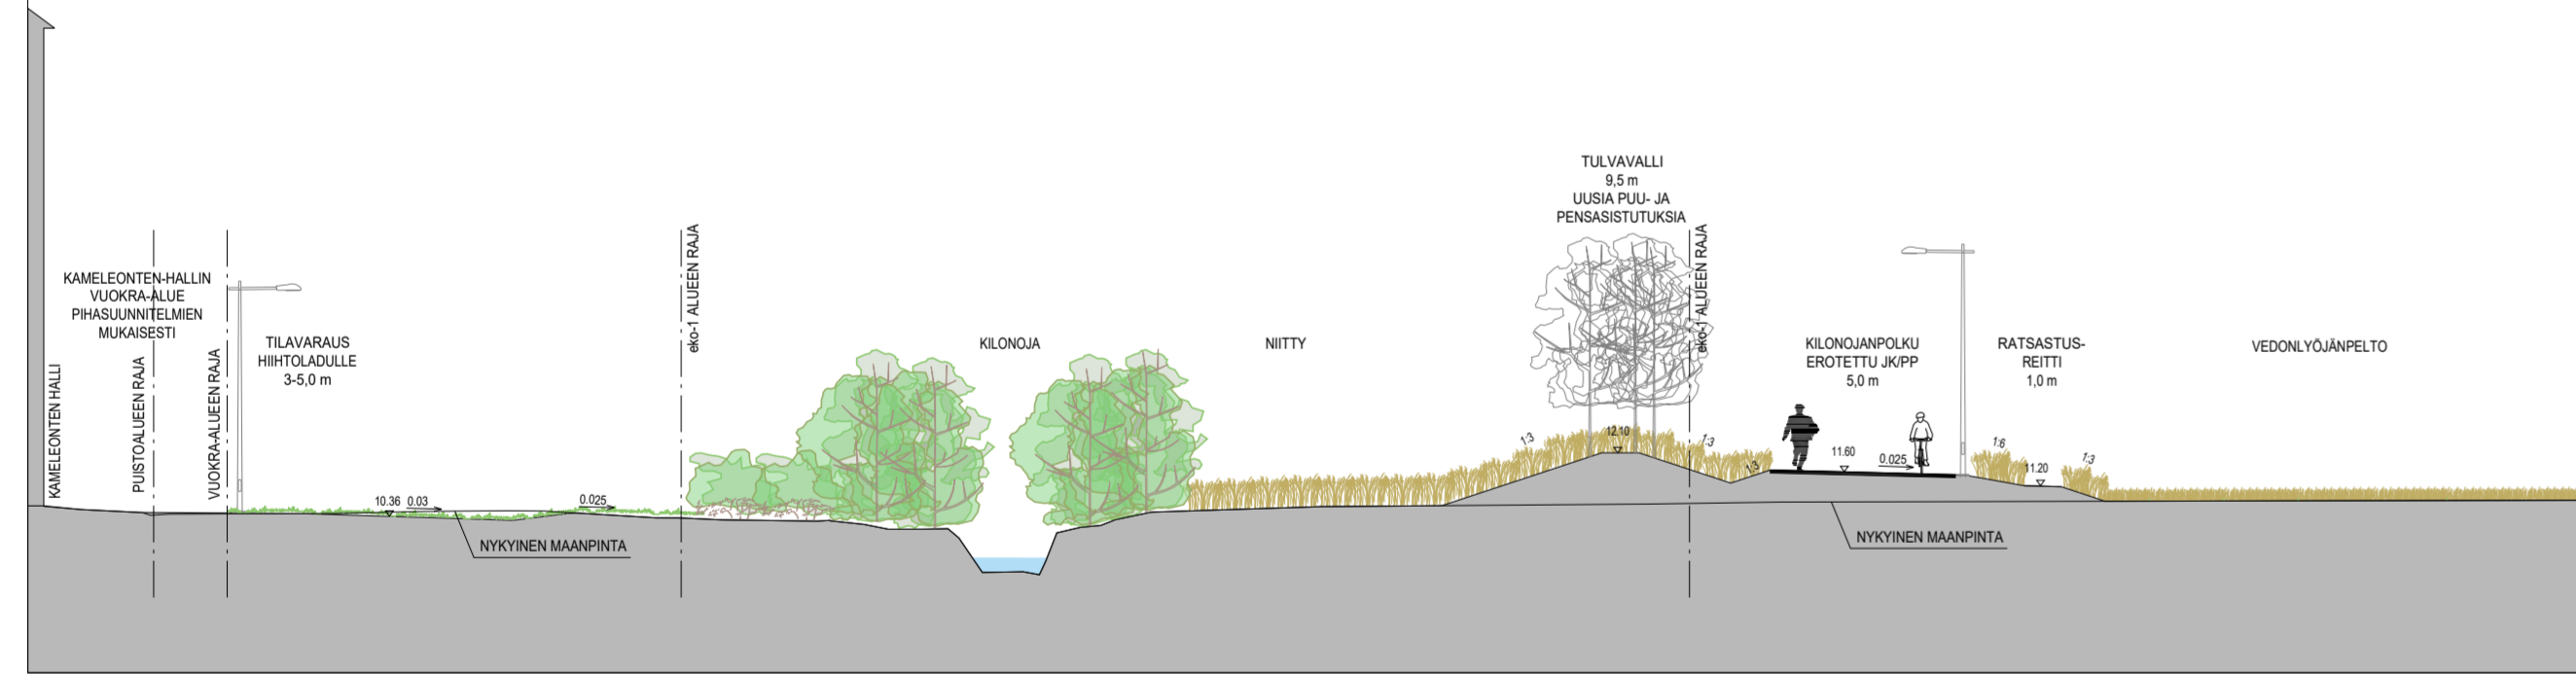 KAMELEONTEN HALLI
KAMELEONTEN-HALLIN
VUOKRA-ALUE
PIHASUUNNITELMIEN
MUKAISESTI
PUISTOALUEEN RAJA
VUOKRA-ALUEEN RAJA
TILAVARAUS
HIIHTOLADULLE
3-5,0 m
10.36
0.03
NYKYINEN MAANPINTA
0.025
eko-1 ALUEEN RAJA
KILONOJA
NIITTY
TULVAVALLI
9,5 m
UUSIA PUU- JA
PENSASISTUTUKSIA
1:3
12.10
1:3
eko-1 ALUEEN RAJA
1:3
KILONOJANPOLKU
EROTETTU JK/PP
5,0 m
11.60
0.025
NYKYINEN MAANPINTA
RATSASTUS-
REITTI
1,0 m
1:6
11.20
1:3
VEDONLYÖJÄNPELTO